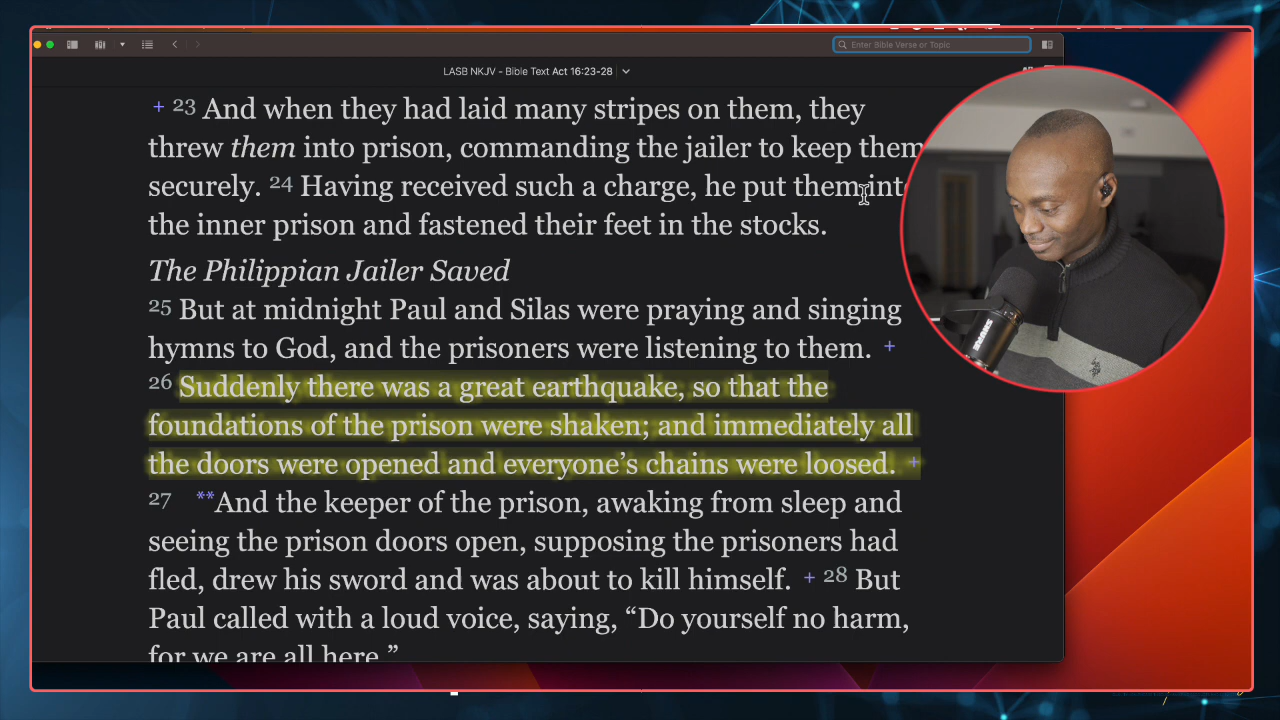 Enter Bible Verse or Topic
LASB NKJV - Bible Text Act 16:23-28
+ 23 And when they had laid many stripes on them, they
threw them into prison, commanding the jailer to keep them
securely. 24 Having received such a charge, he put them into
the inner prison and fastened their feet in the stocks.
The Philippian Jailer Saved
25 But at midnight Paul and Silas were praying and singing
hymns to God, and the prisoners were listening to them. +
26 Suddenly there was a great earthquake, so that the
foundations of the prison were shaken; and immediately all
the doors were opened and everyone’s chains were loosed. +
27 **And the keeper of the prison, awaking from sleep and
seeing the prison doors open, supposing the prisoners had
fled, drew his sword and was about to kill himself. + 28 But
Paul called with a loud voice, saying, “Do yourself no harm,
for we are all here.”